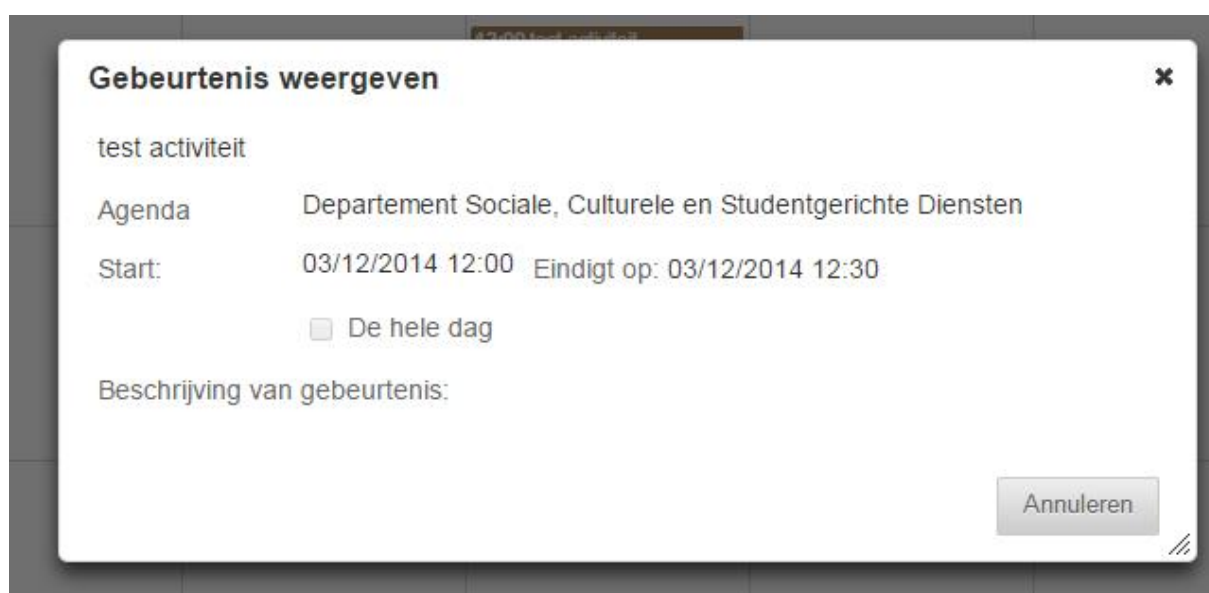 Gebeurtenis weergeven
test activiteit
Agenda Departement Sociale, Culturele en Studentgerichte Diensten
Start: 03/12/2014 12:00 Eindigt op: 03/12/2014 12:30
De hele dag
Beschrijving van gebeurtenis:
Annuleren